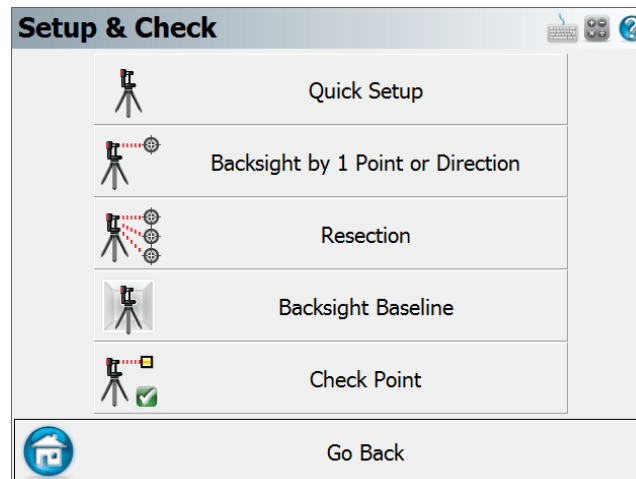 Setup & Check
Quick Setup
Backsight by 1 Point or Direction
Resection
Backsight Baseline
Check Point
Go Back